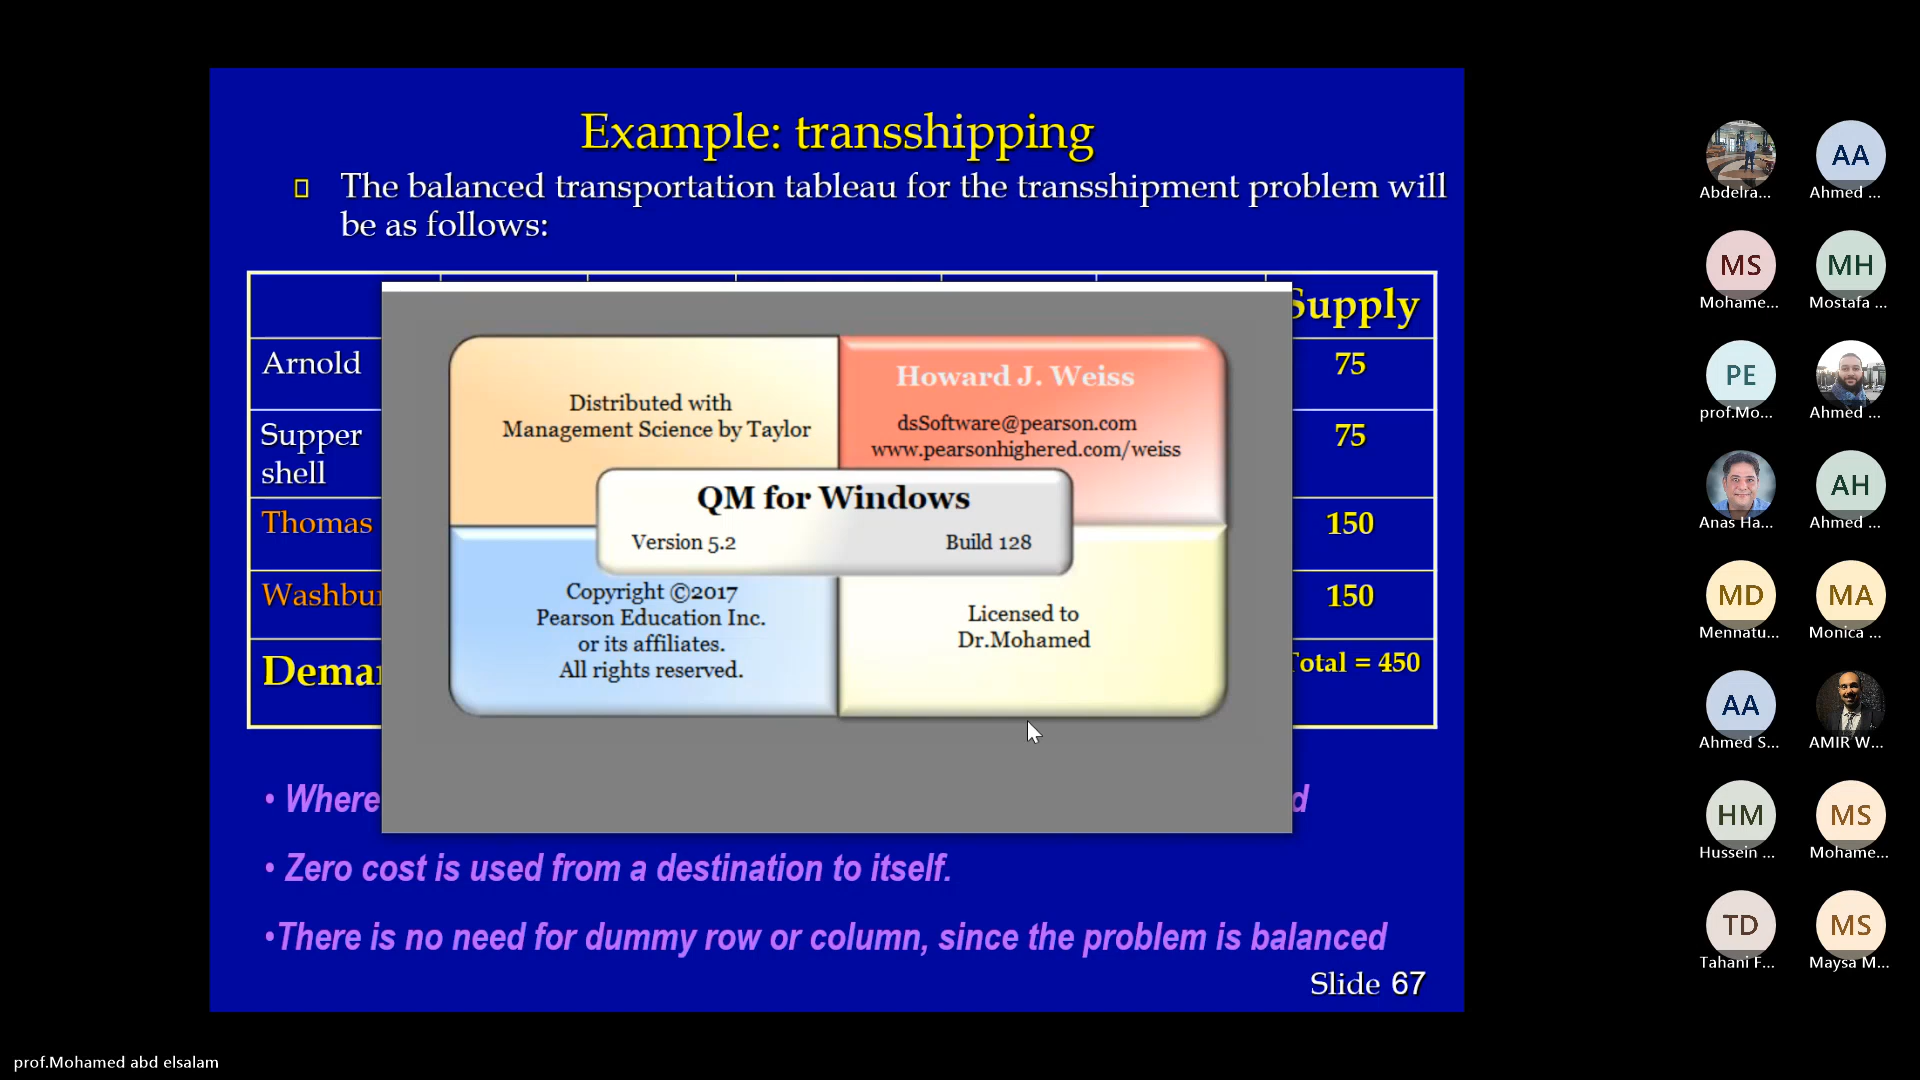 Example: transshipping
The balanced transportation tableau for the transshipment problem will
be as follows:
Supply
Arnold
75
Supper
shell
75
Thomas
150
150
Total = 450
Distributed with
Management Science by Taylor
Howard J. Weiss
dsSoftware@pearson.com
www.pearsonhighered.com/weiss
QM for Windows
Version 5.2
Build 128
Copyright ©2017
Pearson Education Inc.
or its affiliates.
All rights reserved.
Licensed to
Dr.Mohamed
• Where
• Zero cost is used from a destination to itself.
•There is no need for dummy row or column, since the problem is balanced
Slide 67
Abdelra...
AA
Ahmed ...
MS
Mohame...
MH
Mostafa ...
PE
prof.Mo...
Ahmed ...
Anas Ha...
AH
Ahmed ...
MD
Mennatu...
MA
Monica ...
AA
Ahmed S...
AMIR W...
HM
Hussein ...
MS
Mohame...
TD
Tahani F...
MS
Maysa M...
prof.Mohamed abd elsalam